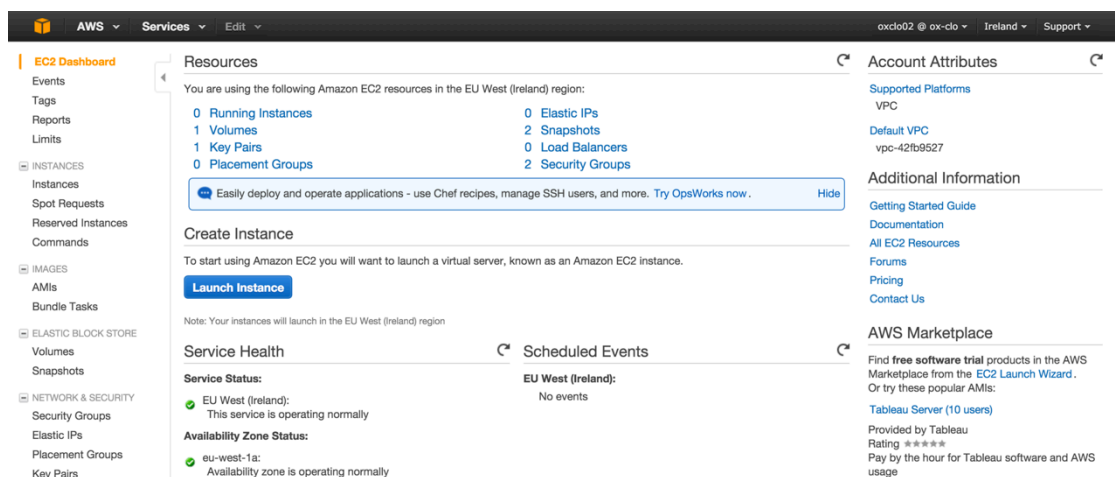 AWS
Services
Edit
oxclo02 @ ox-clo
Ireland
Support
EC2 Dashboard
Events
Tags
Reports
Limits
INSTANCES
Instances
Spot Requests
Reserved Instances
Commands
IMAGES
AMIs
Bundle Tasks
ELASTIC BLOCK STORE
Volumes
Snapshots
NETWORK & SECURITY
Security Groups
Elastic IPs
Placement Groups
Key Pairs
Resources
You are using the following Amazon EC2 resources in the EU West (Ireland) region:
0 Running Instances
0 Elastic IPs
1 Volumes
2 Snapshots
1 Key Pairs
0 Load Balancers
0 Placement Groups
2 Security Groups
Easily deploy and operate applications - use Chef recipes, manage SSH users, and more. Try OpsWorks now.
Hide
Create Instance
To start using Amazon EC2 you will want to launch a virtual server, known as an Amazon EC2 instance.
Launch Instance
Note: Your instances will launch in the EU West (Ireland) region
Service Health
Service Status:
EU West (Ireland):
This service is operating normally
Availability Zone Status:
eu-west-1a:
Availability zone is operating normally
Scheduled Events
EU West (Ireland):
No events
Account Attributes
Supported Platforms
VPC
Default VPC
vpc-42fb9527
Additional Information
Getting Started Guide
Documentation
All EC2 Resources
Forums
Pricing
Contact Us
AWS Marketplace
Find free software trial products in the AWS
Marketplace from the EC2 Launch Wizard.
Or try these popular AMIs:
Tableau Server (10 users)
Provided by Tableau
Rating
Pay by the hour for Tableau software and AWS
usage